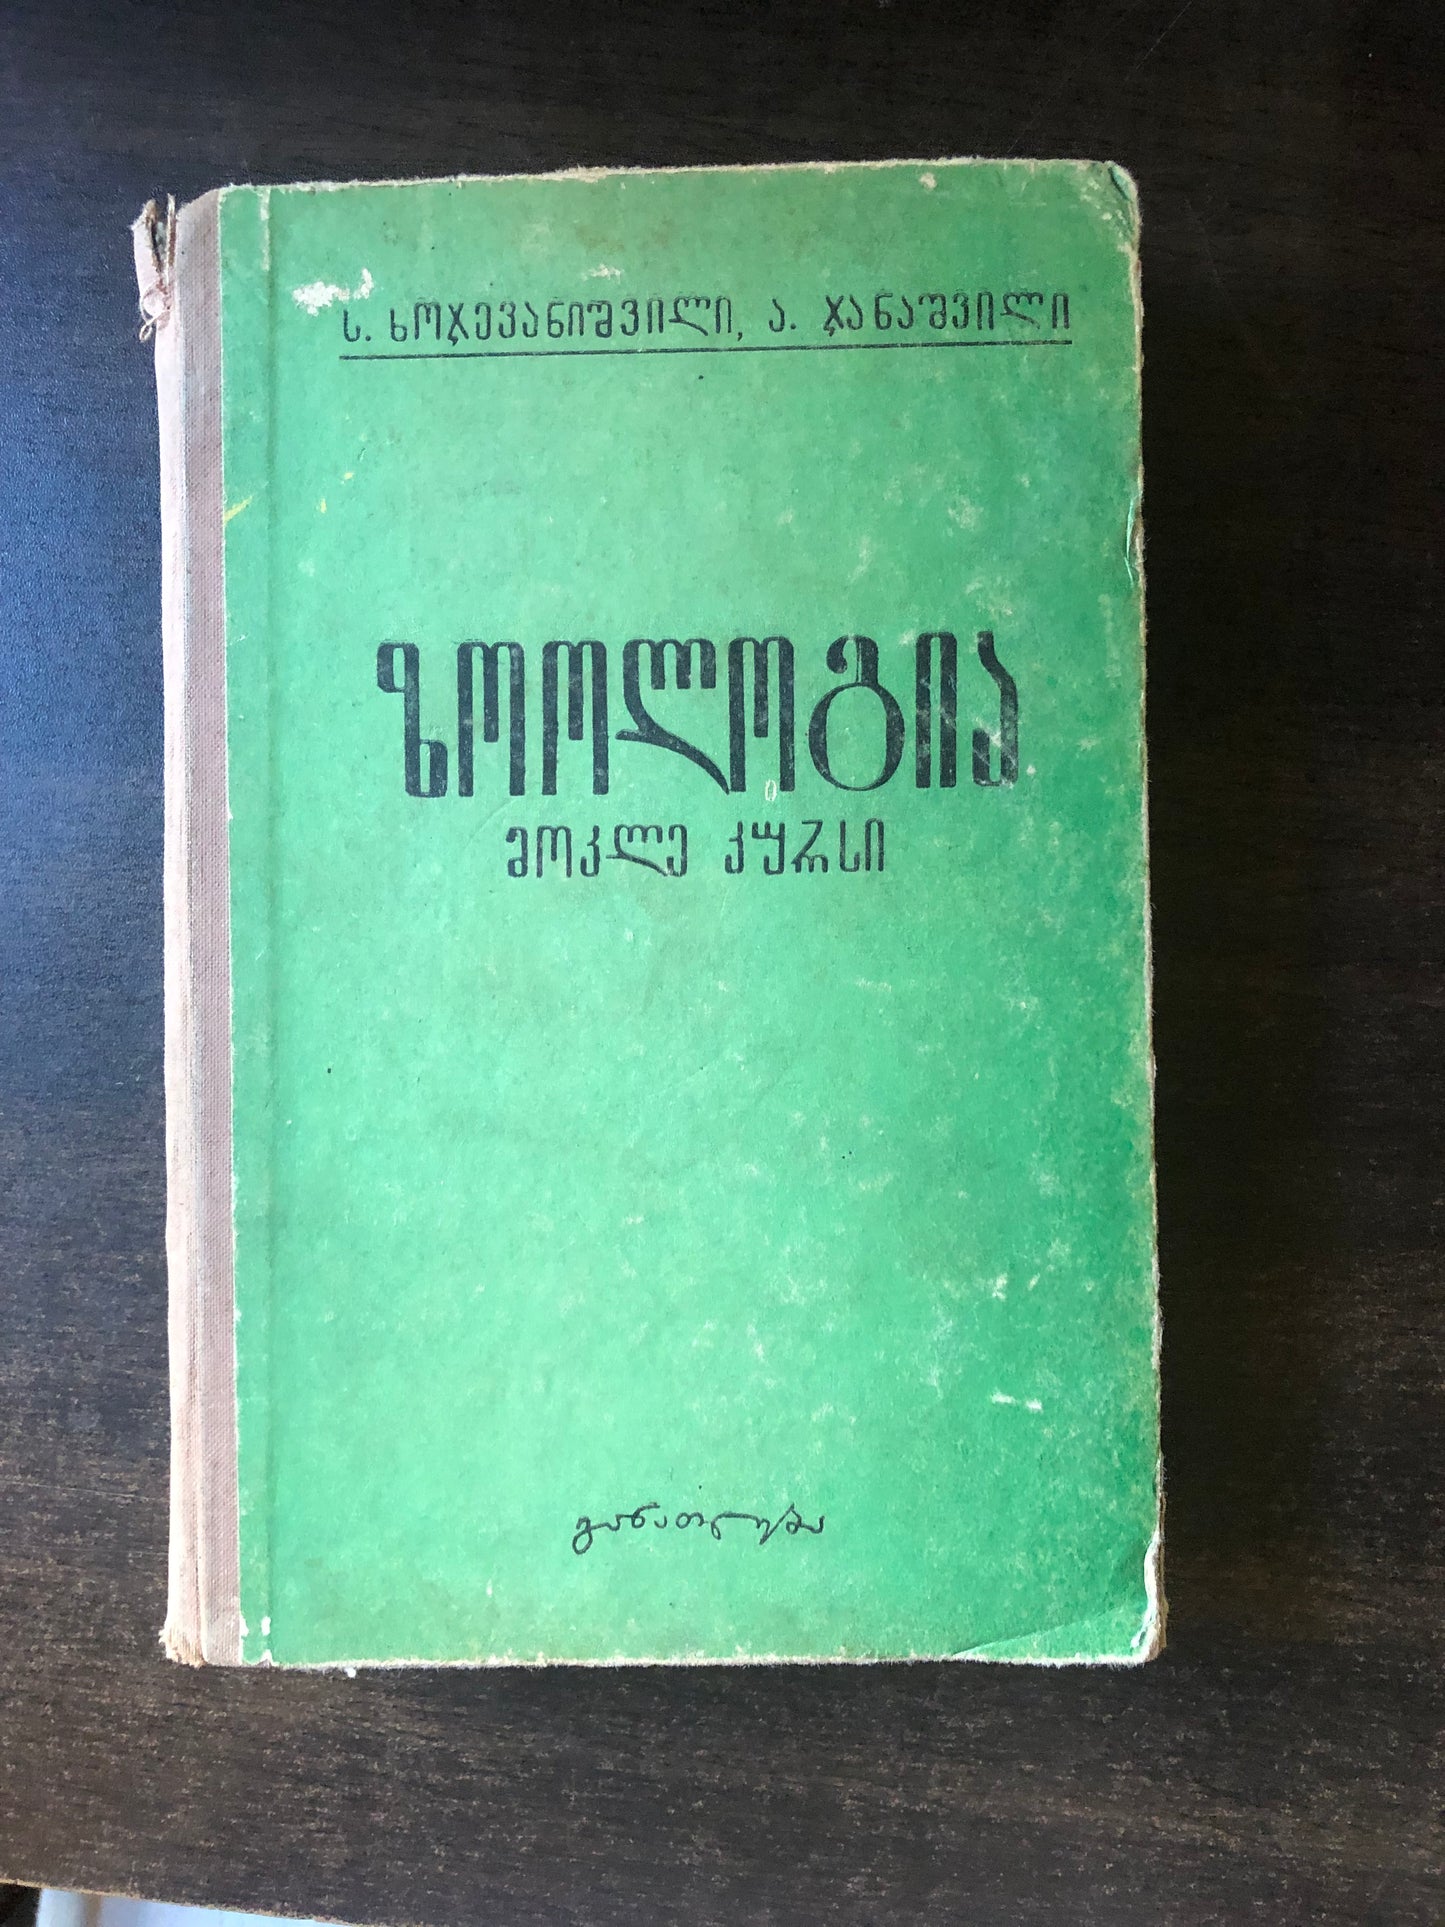 ს. ხოჯევანიშვილი, ა. ჯანაშვილი
ზოოლოგია
მოკლე კურსი
განათლება